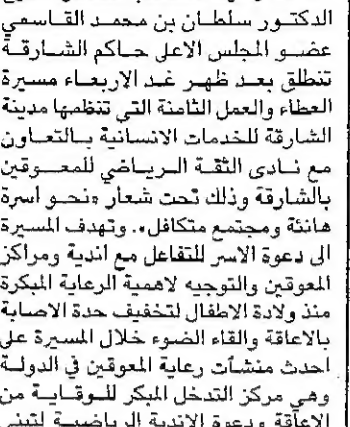 الدكتور سلطان بن محمد القاسمي
عضو المجلس الاعلى حاكم الشارقة
تنطلق بعد ظهر غد الاربعاء مسيرة
العطاء والعمل الثامنة التي تنظمها مدينة
الشارقة للخدمات الانسانية بالتعاون
مع نادى الثقة الرياضي للمعوقين
بالشارقة وذلك تحت شعار «نحو اسرة
هانئة ومجتمع متكافل». وتهدف المسيرة
الى دعوة الاسر للتفاعل مع اندية ومراكز
المعوقين والتوجيه لاهمية الرعاية المبكرة
منذ ولادة الاطفال لتخفيف حدة الاصابة
بالاعاقة والقاء الضوء خلال المسيرة على
احدث منشآت رعاية المعوقين في الدولة
وهي مركز التدخل المبكر للوقاية من
الاعاقة ودعوة الاندية الرياضية لتبني